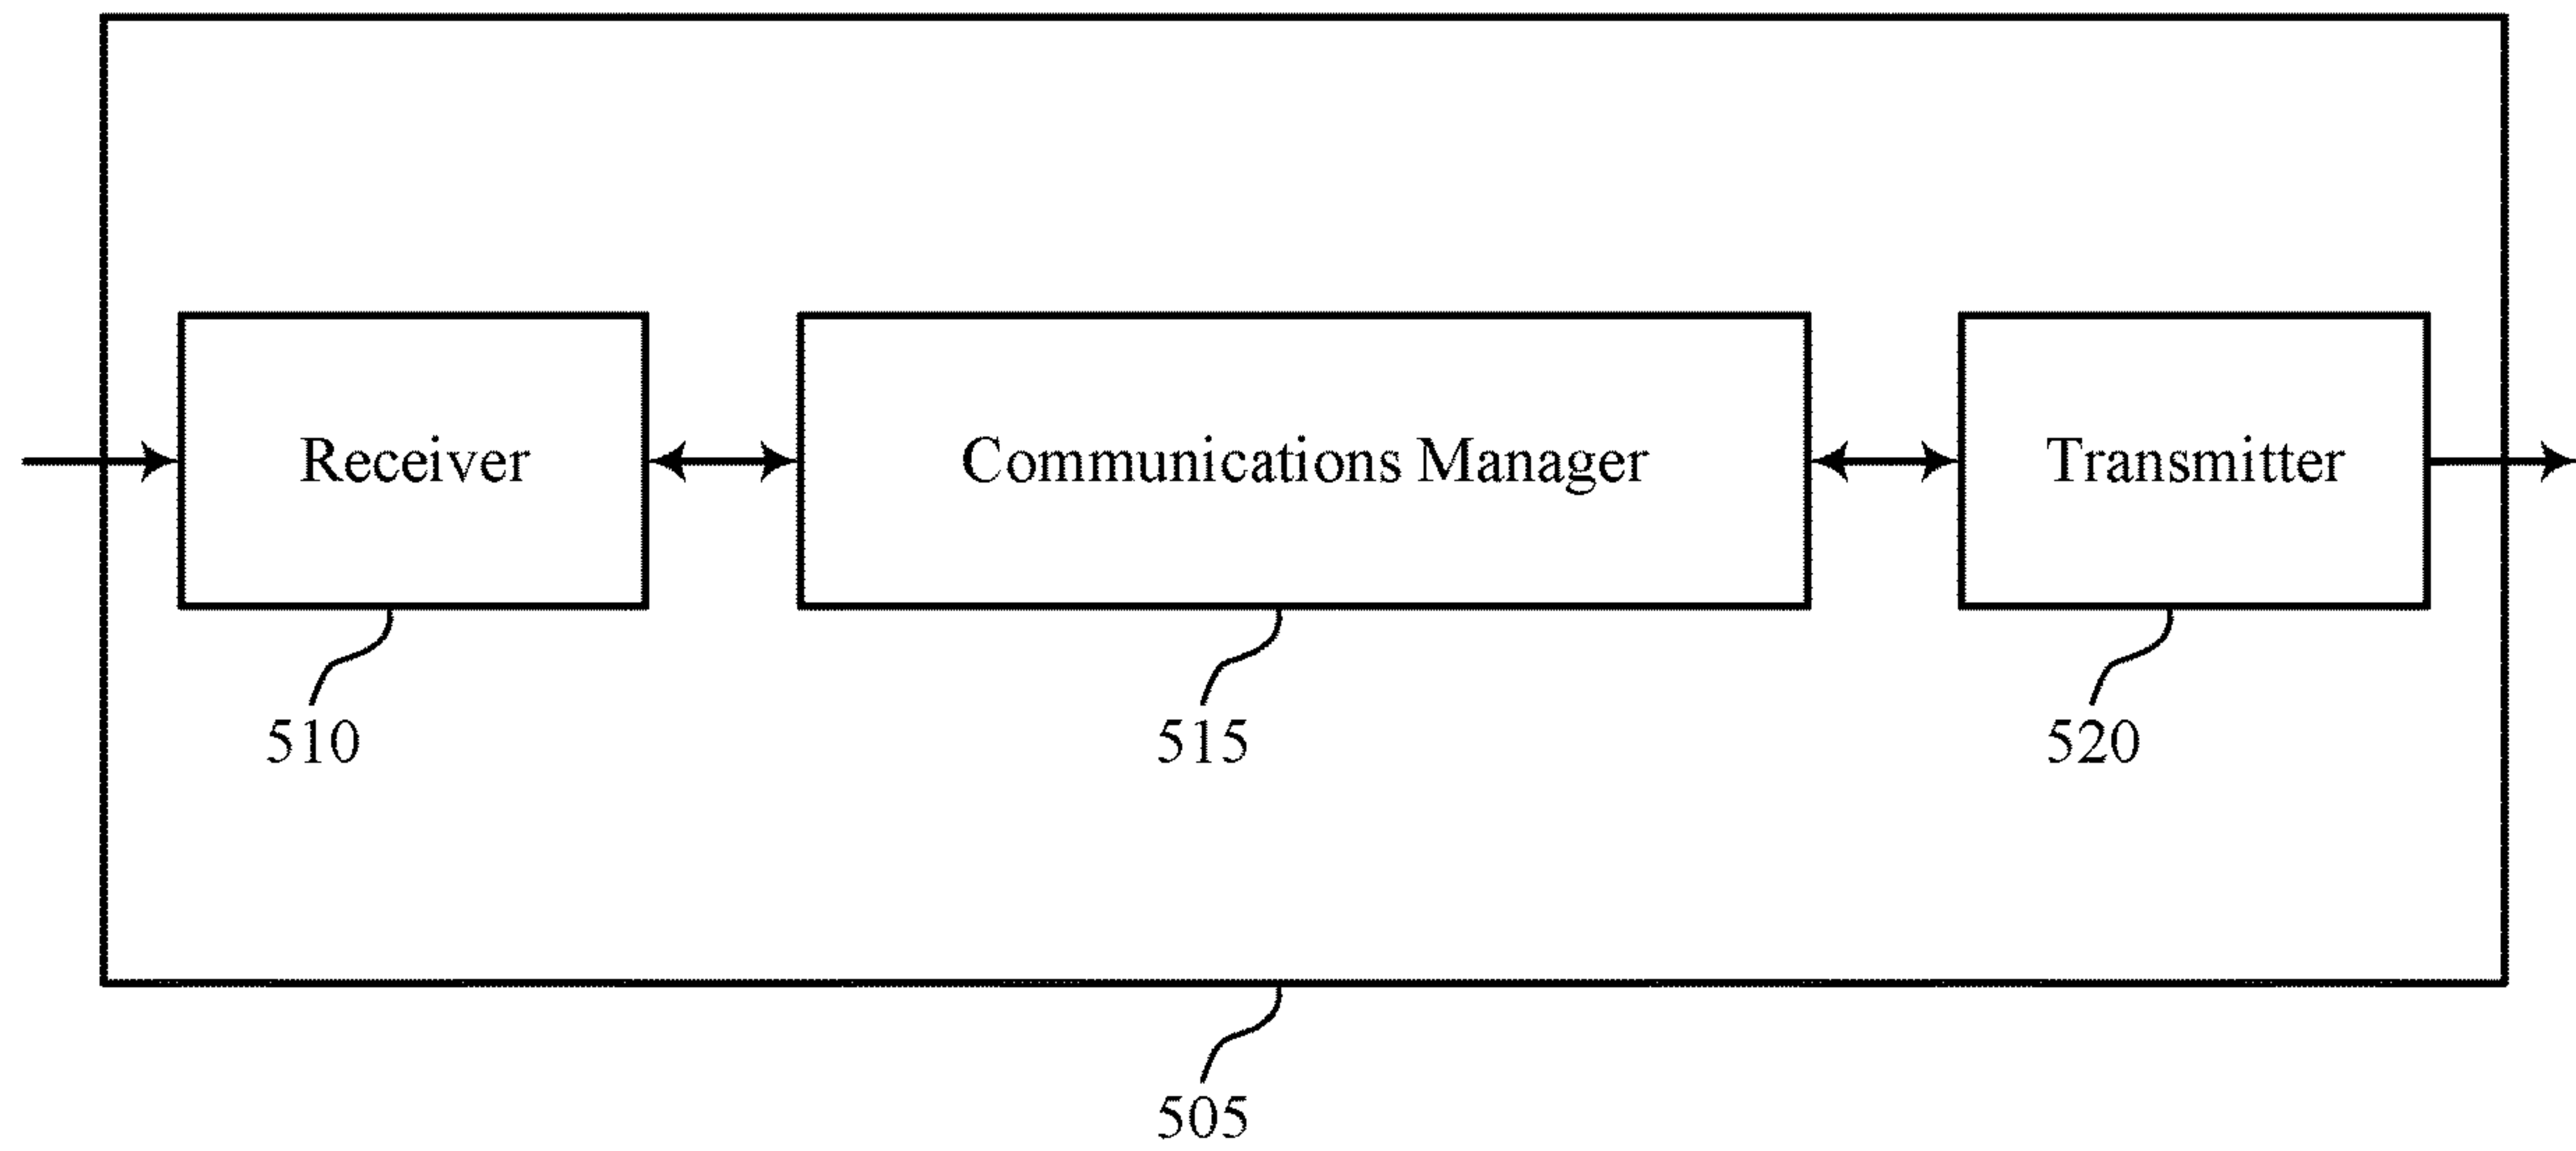 Receiver
Communications Manager
Transmitter
510
515
520
505